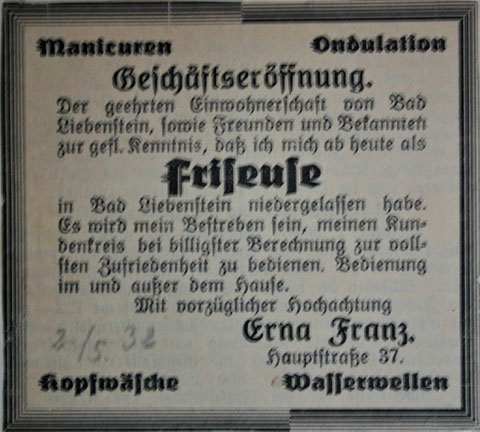 Manicuren Ondulation
Geschäftseröffnung.
Der geehrten Einwohnerschaft von Bad
Liebenstein, sowie Freunden und Bekannten
zur gefl. Kenntnis, daß ich mich ab heute als
Friseuse
in Bad Liebenstein niedergelassen habe.
Es wird mein Bestreben sein, meinen Kun-
denkreis bei billigster Berechnung zur voll-
sten Zufriedenheit zu bedienen. Bedienung
im und außer dem Hause.
Mit vorzüglicher Hochachtung
Erna Franz.
2/5. 32
Hauptstraße 37.
Kopfwäsche Wasserwellen